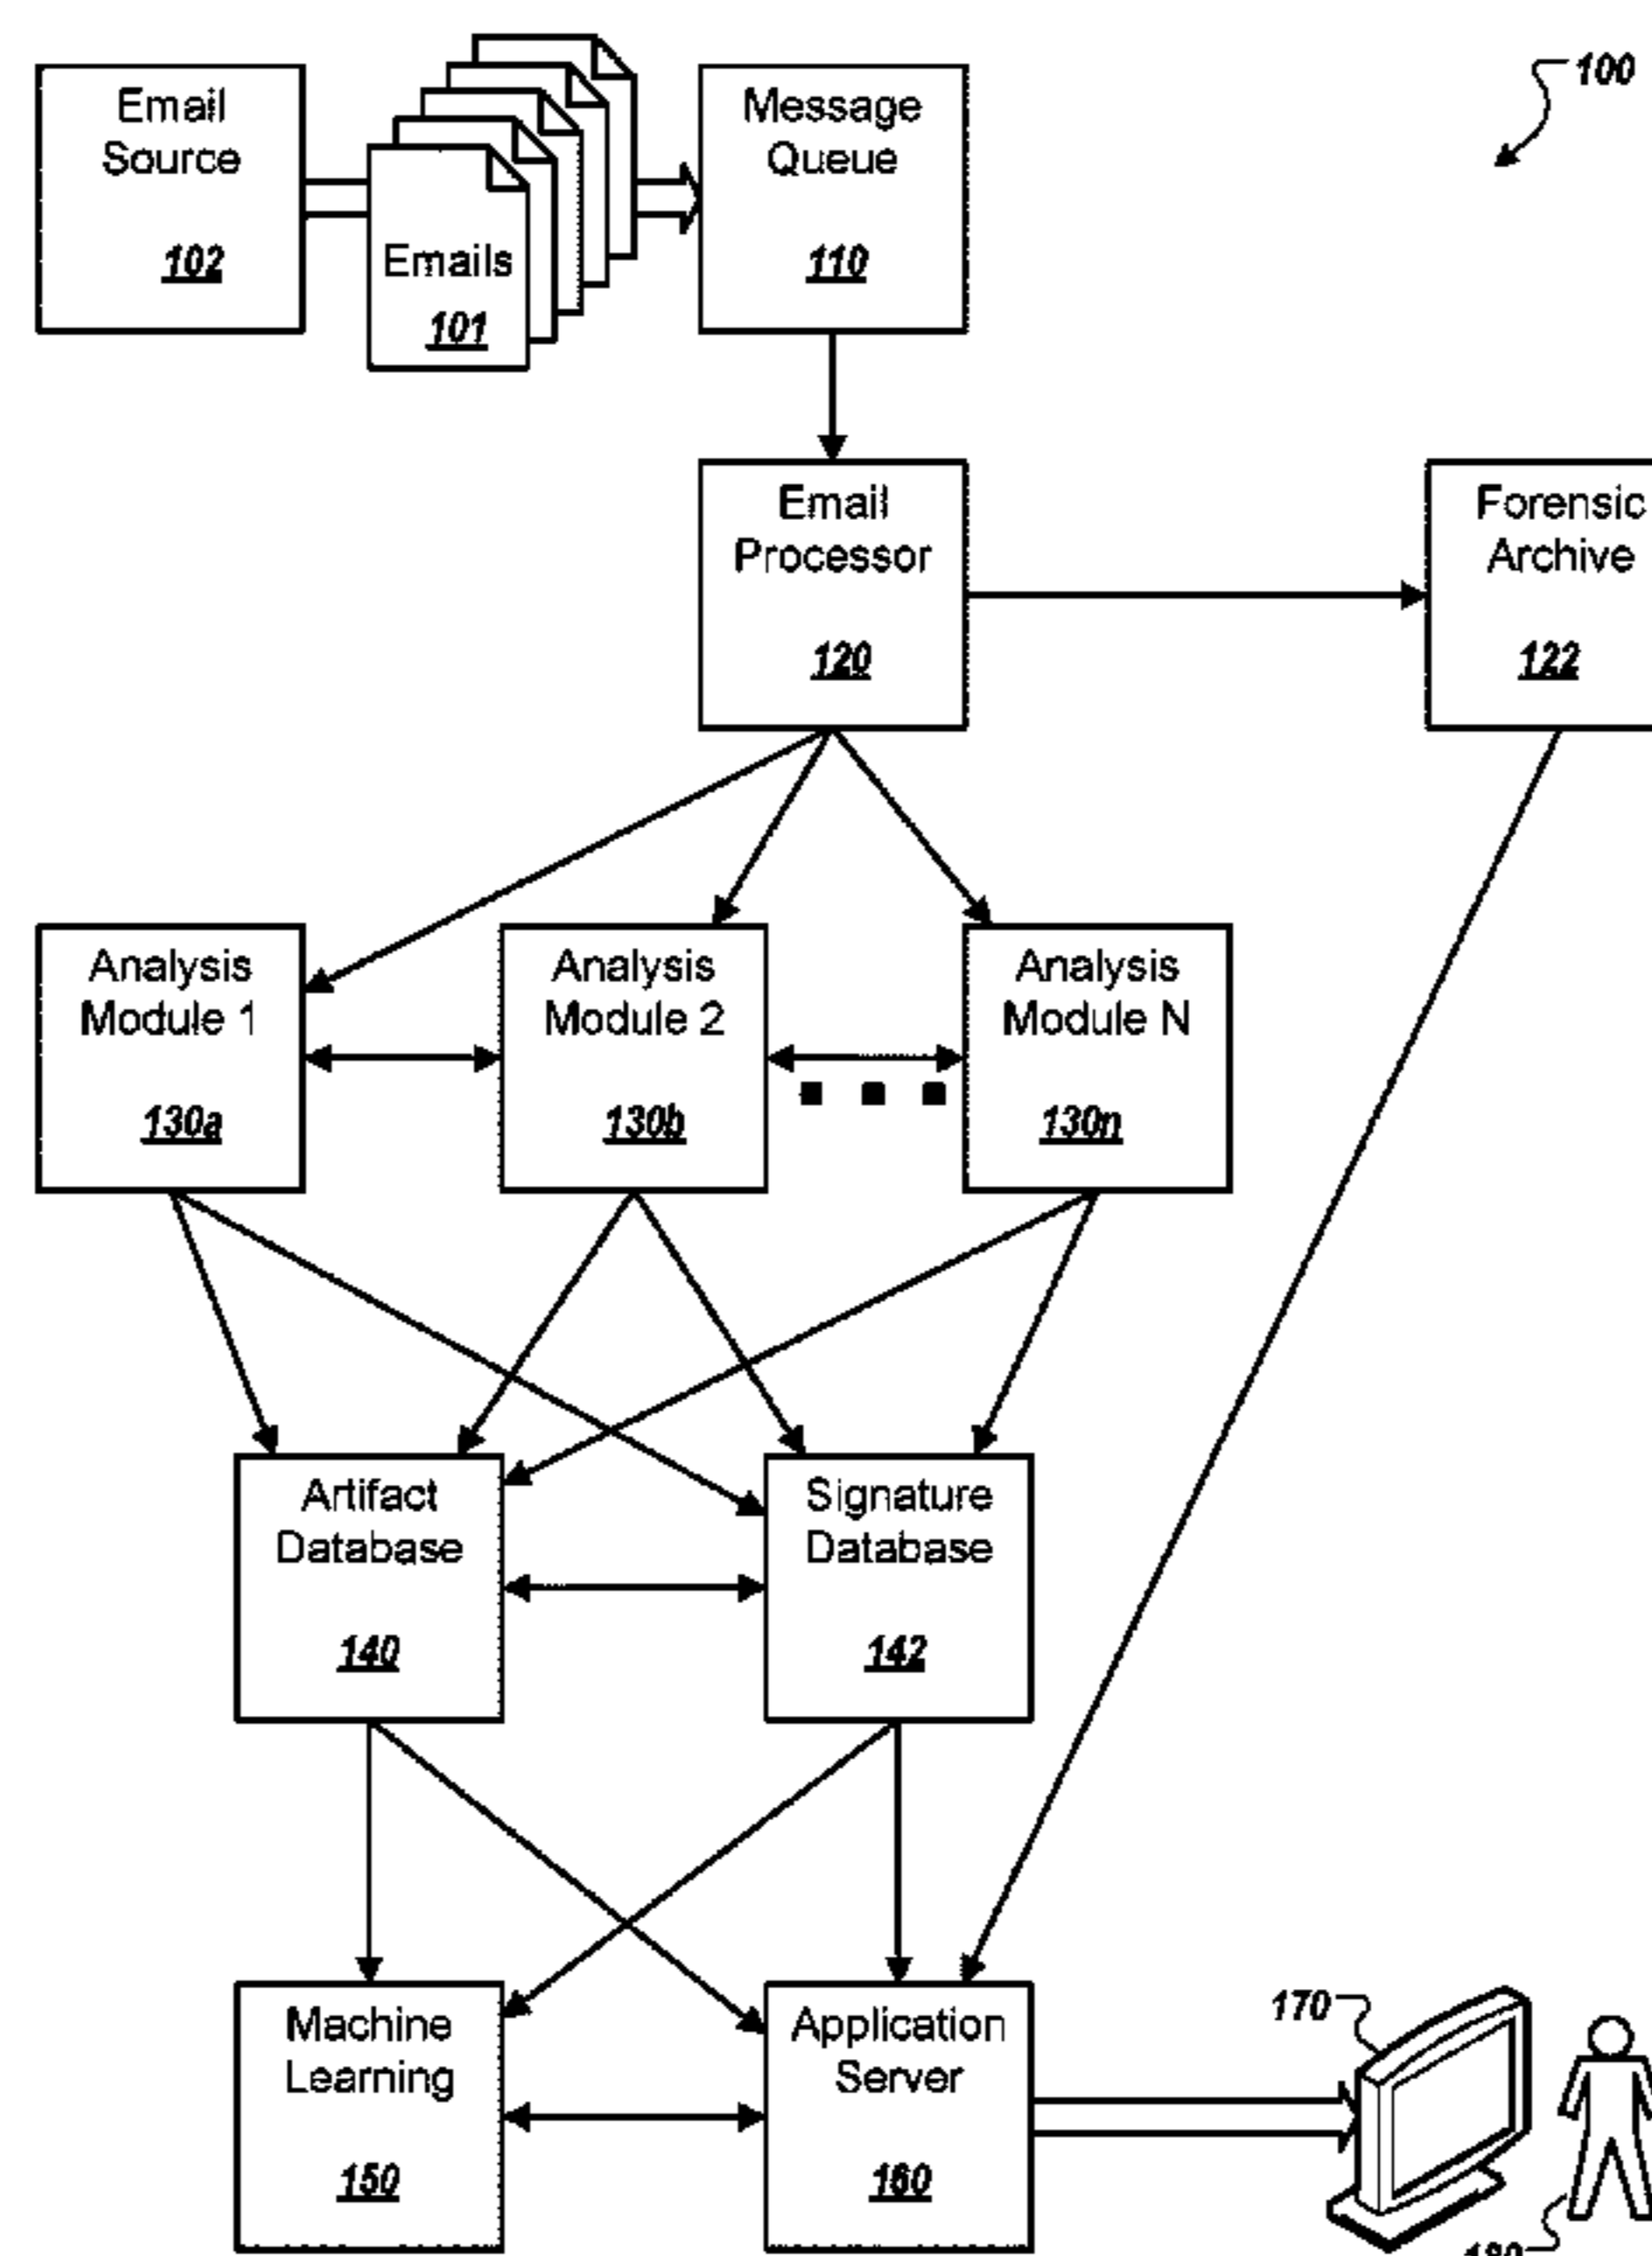 100
Email
Source
102
Emails
101
Message
Queue
110
Email
Processor
120
Forensic
Archive
122
Analysis
Module 1
130a
Analysis
Module 2
130b
Analysis
Module N
130n
Artifact
Database
140
Signature
Database
142
Machine
Learning
150
Application
Server
160
170
180